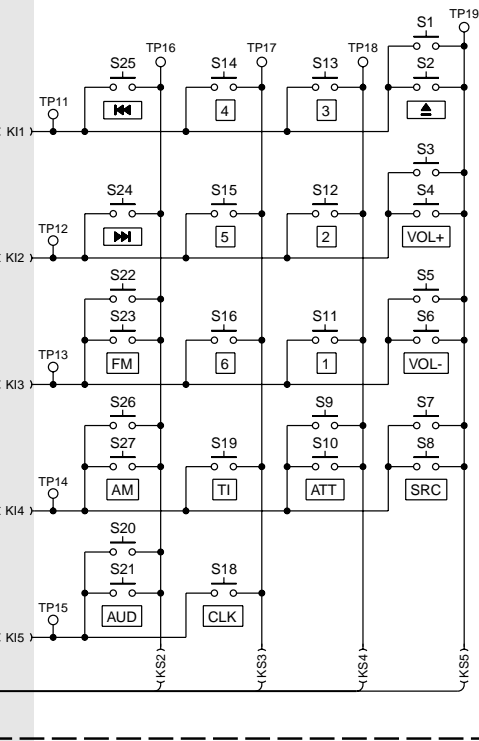 TP19
S1
TP16 TP17 TP18
S25 S14 S13 S2
TP11
4 3
KI1
S3
S24 S15 S12 S4
TP12
5 2 VOL+
KI2
S22 S5
S23 S16 S11 S6
TP13
FM 6 1 VOL-
KI3
S26 S9 S7
S27 S19 S10 S8
TP14
AM TI ATT SRC
KI4
S20
S21 S18
TP15
AUD CLK
KI5
KS2 KS3 KS4 KS5